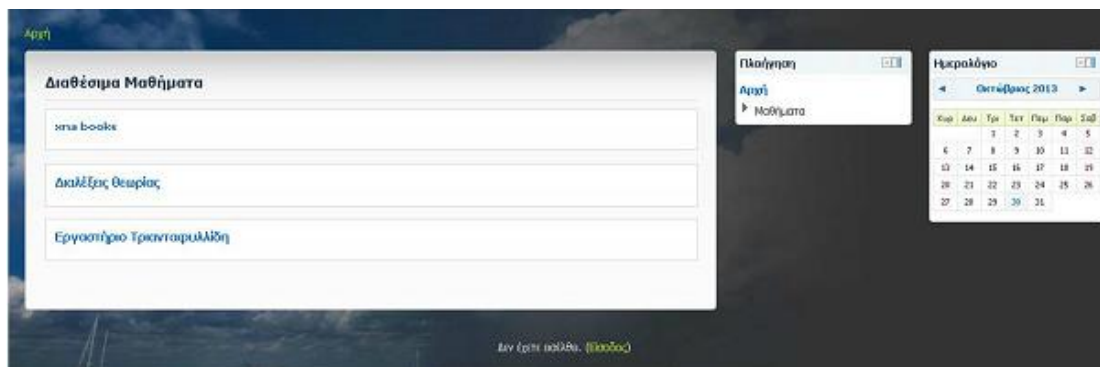 Αρχή
Διαθέσιμα Μαθήματα
xna books
Διαλέξεις Θεωρίας
Εργαστήριο Τριανταφυλλίδη
Πλοήγηση
Αρχή
Μαθήματα
Ημερολόγιο
◄ Οκτώβριος 2013 ►
Κυρ Δευ Τρι Τετ Πεμ Παρ Σαβ
1 2 3 4 5
6 7 8 9 10 11 12
13 14 15 16 17 18 19
20 21 22 23 24 25 26
27 28 29 30 31
Δεν έχετε εισέλθει. (Είσοδος)